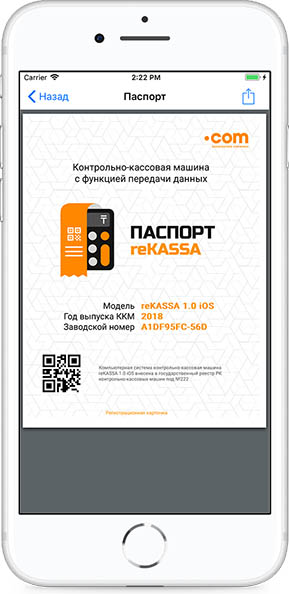 Carrier 2:22 PM
Назад Паспорт
•com
Контрольно-кассовая машина
с функцией передачи данных
₸
ПАСПОРТ
reKASSA
Модель reKASSA 1.0 iOS
Год выпуска ККМ 2018
Заводской номер A1DF95FC-56D
Компьютерная система контрольно-кассовая машина
reKASSA 1.0 iOS внесена в государственный реестр РК
контрольно-кассовых машин под №222
Регистрационная карточка